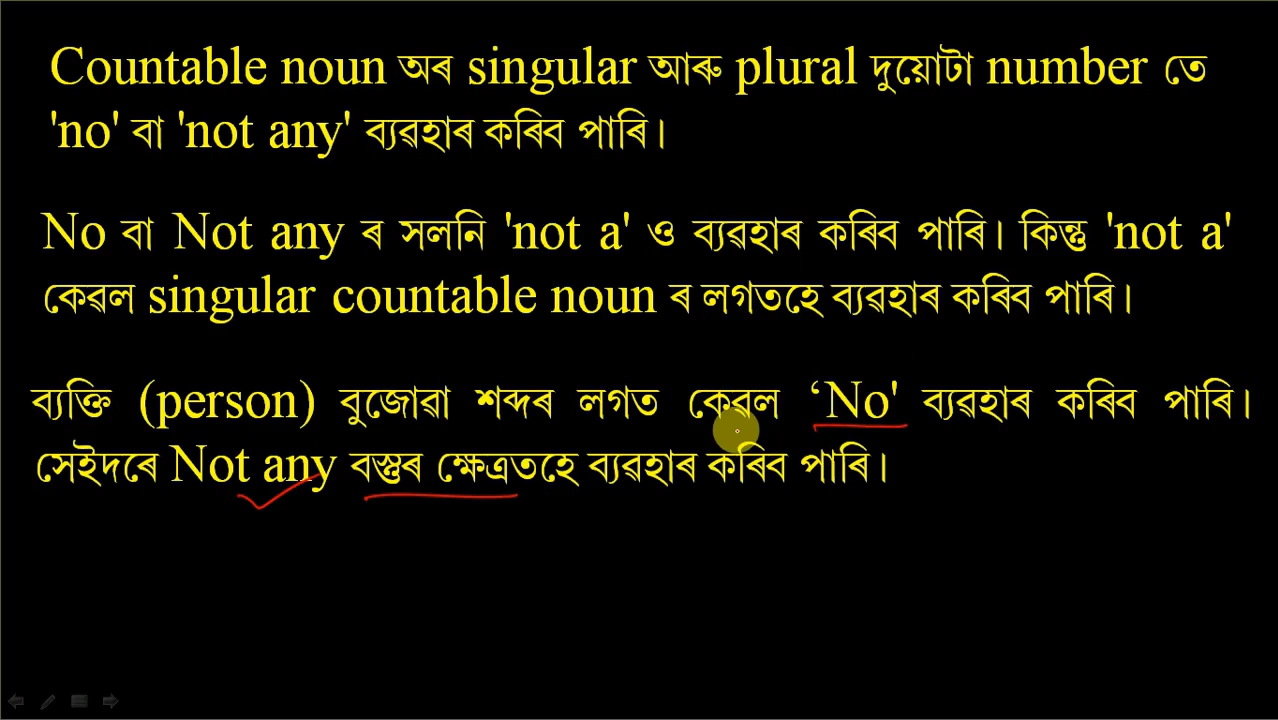 Countable noun অৰ singular আৰু plural দুয়োটা number তে
'no' বা 'not any' ব্যৱহাৰ কৰিব পাৰি।
No বা Not any ৰ সলনি 'not a' ও ব্যৱহাৰ কৰিব পাৰি। কিন্তু 'not a'
কেৱল singular countable noun ৰ লগতহে ব্যৱহাৰ কৰিব পাৰি।
ব্যক্তি (person) বুজোৱা শব্দৰ লগত কেৱল ‘No' ব্যৱহাৰ কৰিব পাৰি।
সেইদৰে Not any বস্তুৰ ক্ষেত্ৰতহে ব্যৱহাৰ কৰিব পাৰি।